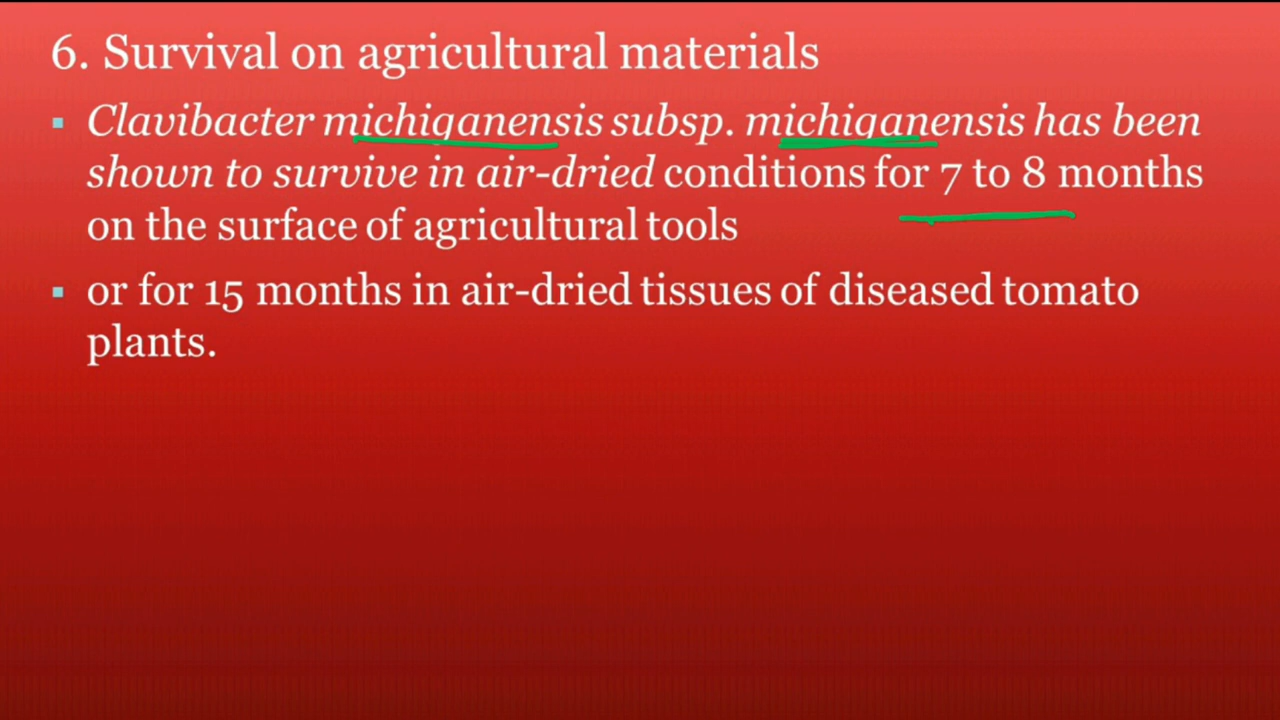 6. Survival on agricultural materials
▪ Clavibacter michiganensis subsp. michiganensis has been
shown to survive in air-dried conditions for 7 to 8 months
on the surface of agricultural tools
▪ or for 15 months in air-dried tissues of diseased tomato
plants.